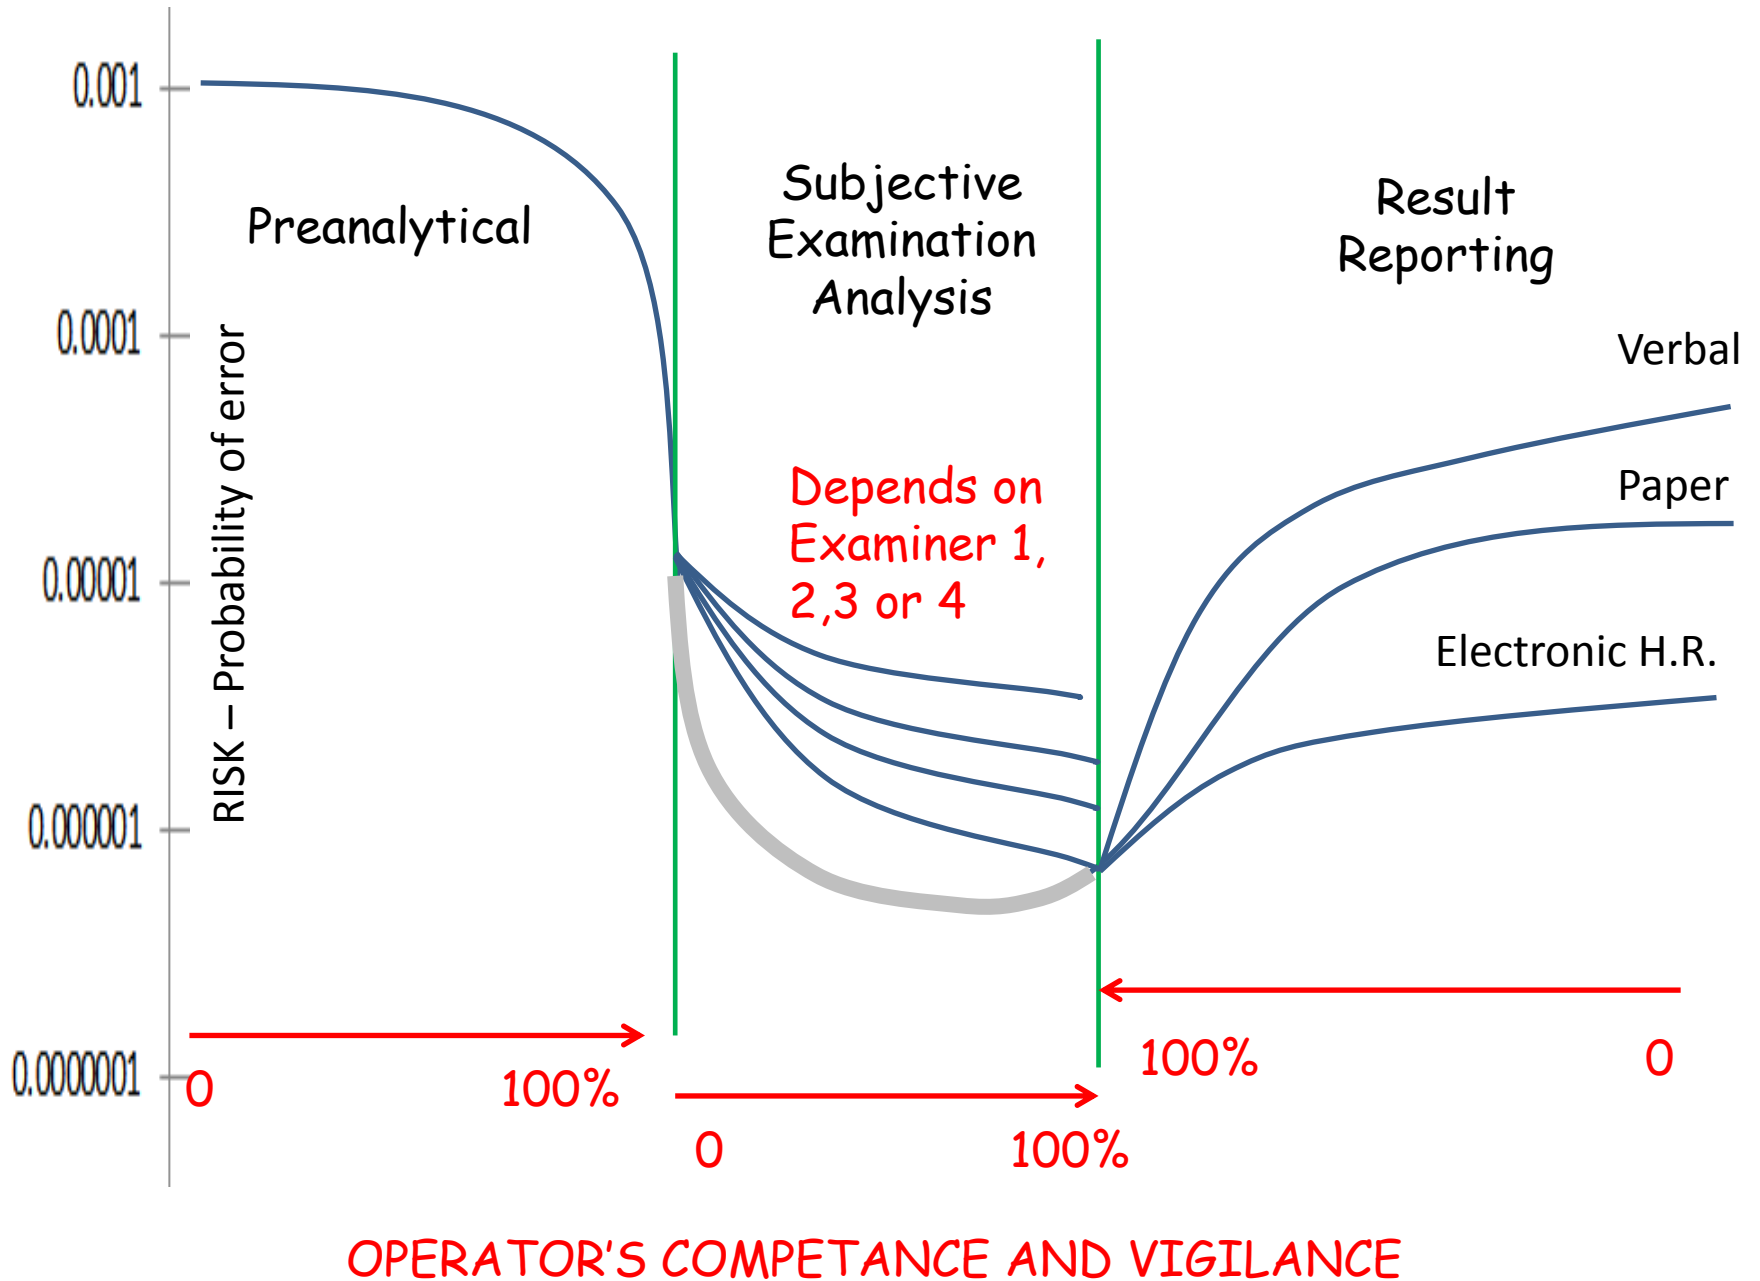 0.001
0.0001
0.00001
0.000001
0.0000001
RISK – Probability of error
Preanalytical
Subjective
Examination
Analysis
Result
Reporting
Depends on
Examiner 1,
2,3 or 4
Verbal
Paper
Electronic H.R.
0
100%
0
100%
100%
0
OPERATOR'S COMPETANCE AND VIGILANCE